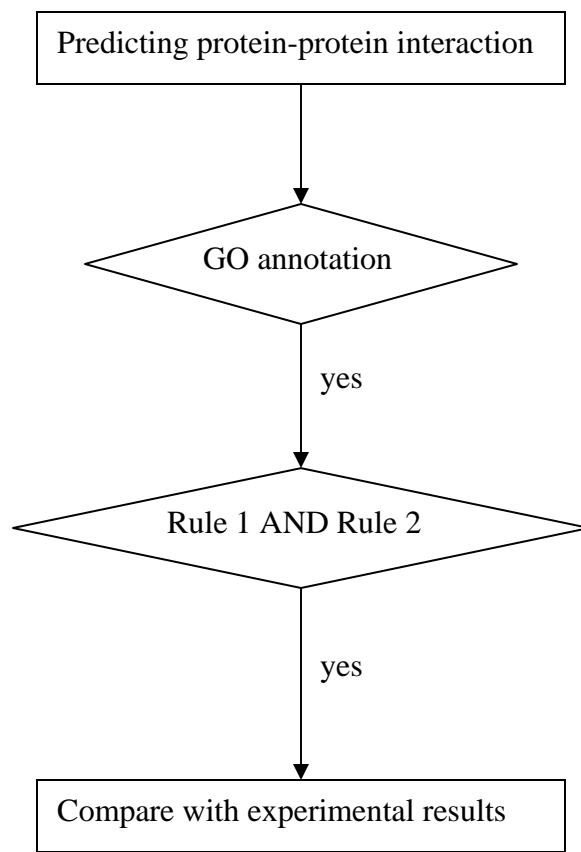 Predicting protein-protein interaction
GO annotation
yes
Rule 1 AND Rule 2
yes
Compare with experimental results